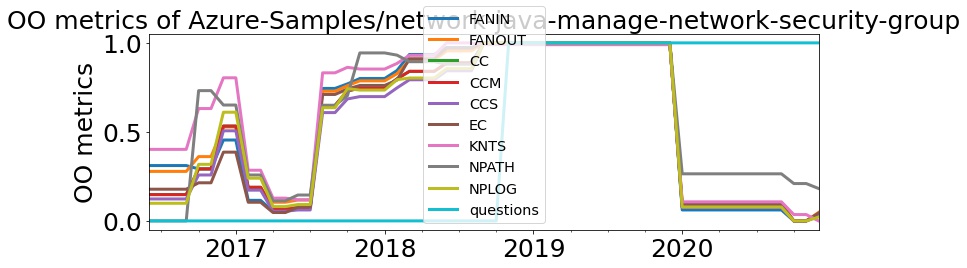 OO metrics of Azure-Samples/network-java-manage-network-security-group
OO metrics
1.0
0.5
0.0
FANIN
FANOUT
CC
CCM
CCS
EC
KNTS
NPATH
NPLOG
questions
2017
2018
2019
2020